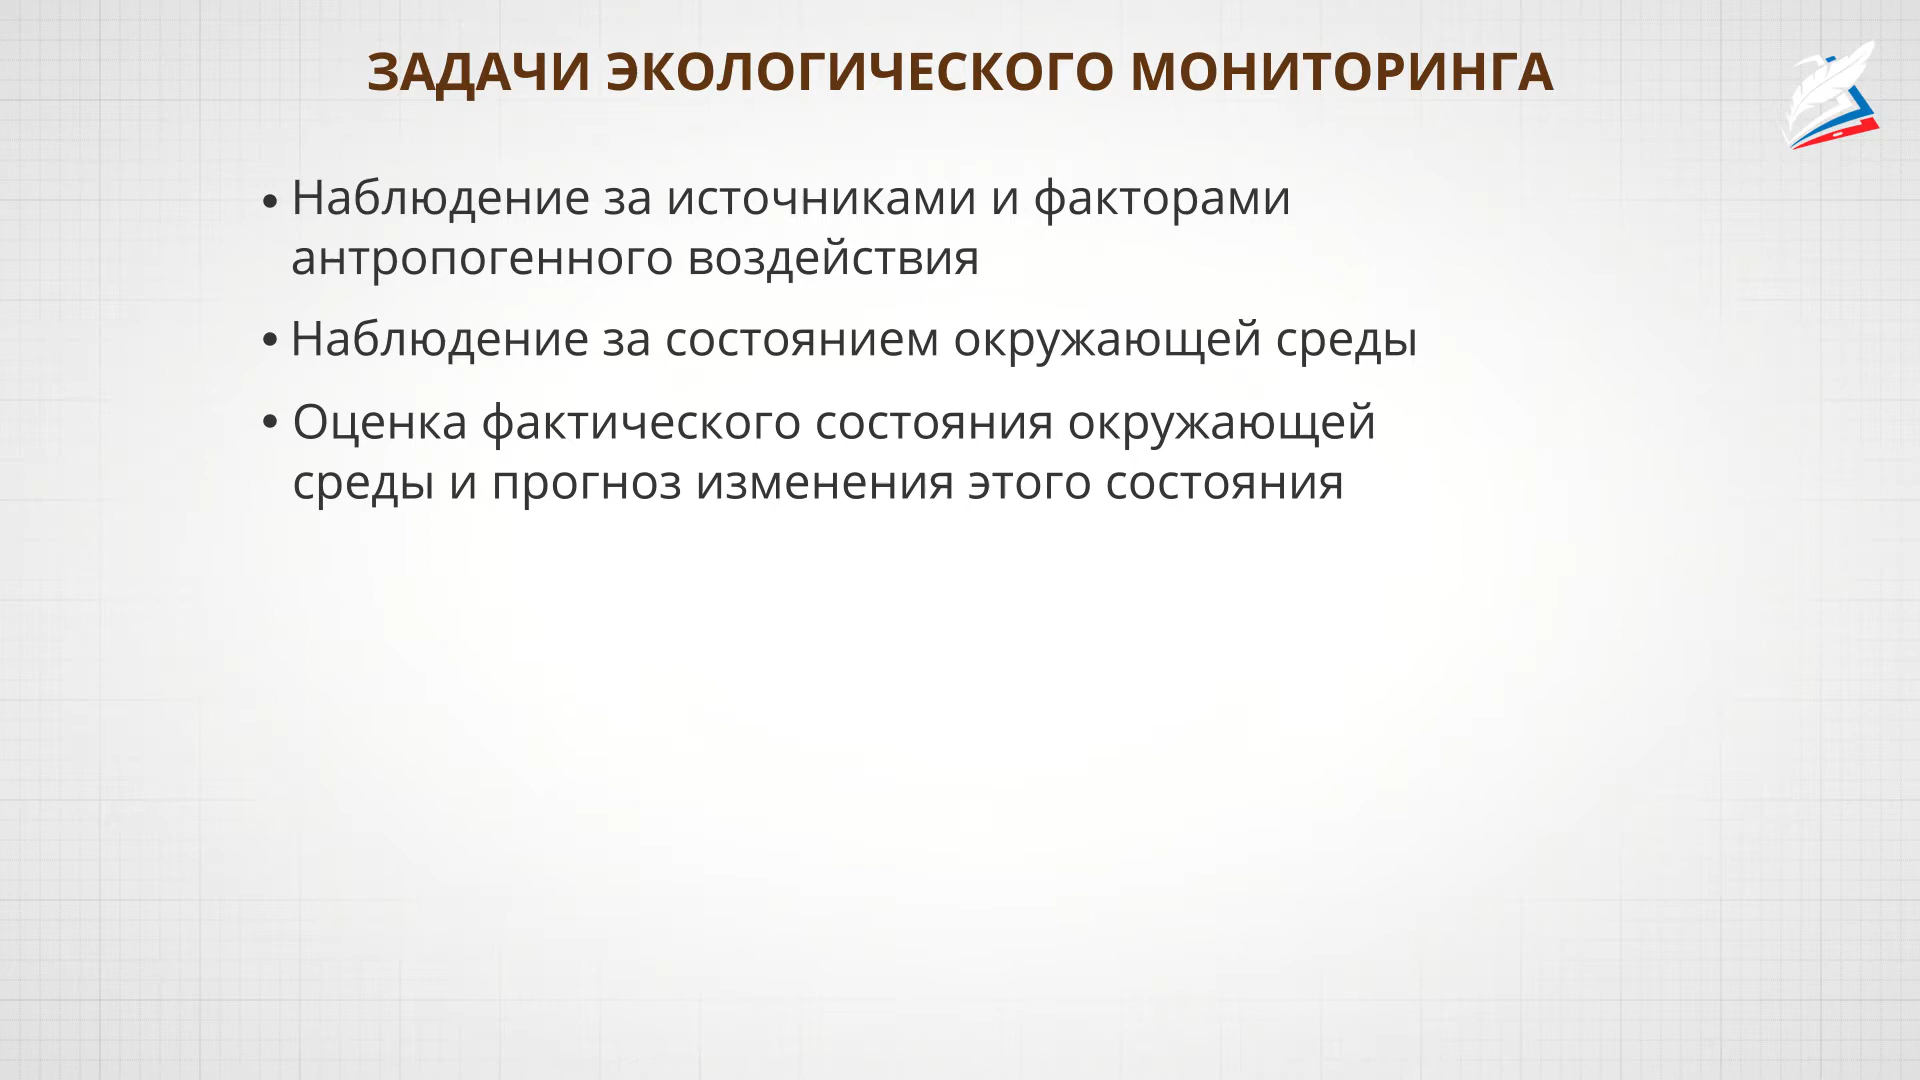 ЗАДАЧИ ЭКОЛОГИЧЕСКОГО МОНИТОРИНГА
• Наблюдение за источниками и факторами
антропогенного воздействия
• Наблюдение за состоянием окружающей среды
• Оценка фактического состояния окружающей
среды и прогноз изменения этого состояния